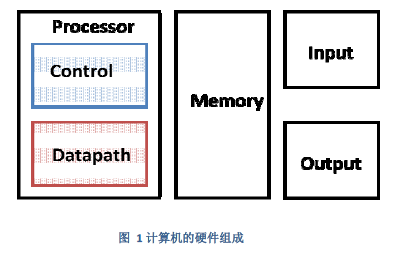 Processor
Control
Datapath
Memory
Input
Output
图 1 计算机的硬件组成